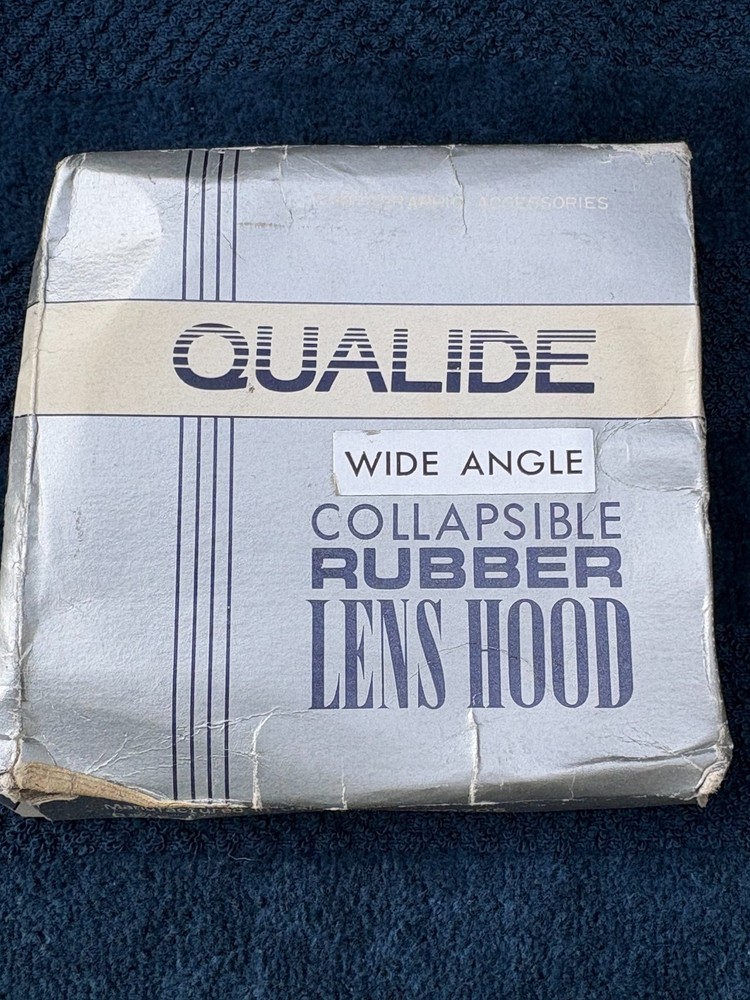 PHOTOGRAPHIC ACCESSORIES
QUALIDE
WIDE ANGLE
COLLAPSIBLE
RUBBER
LENS HOOD